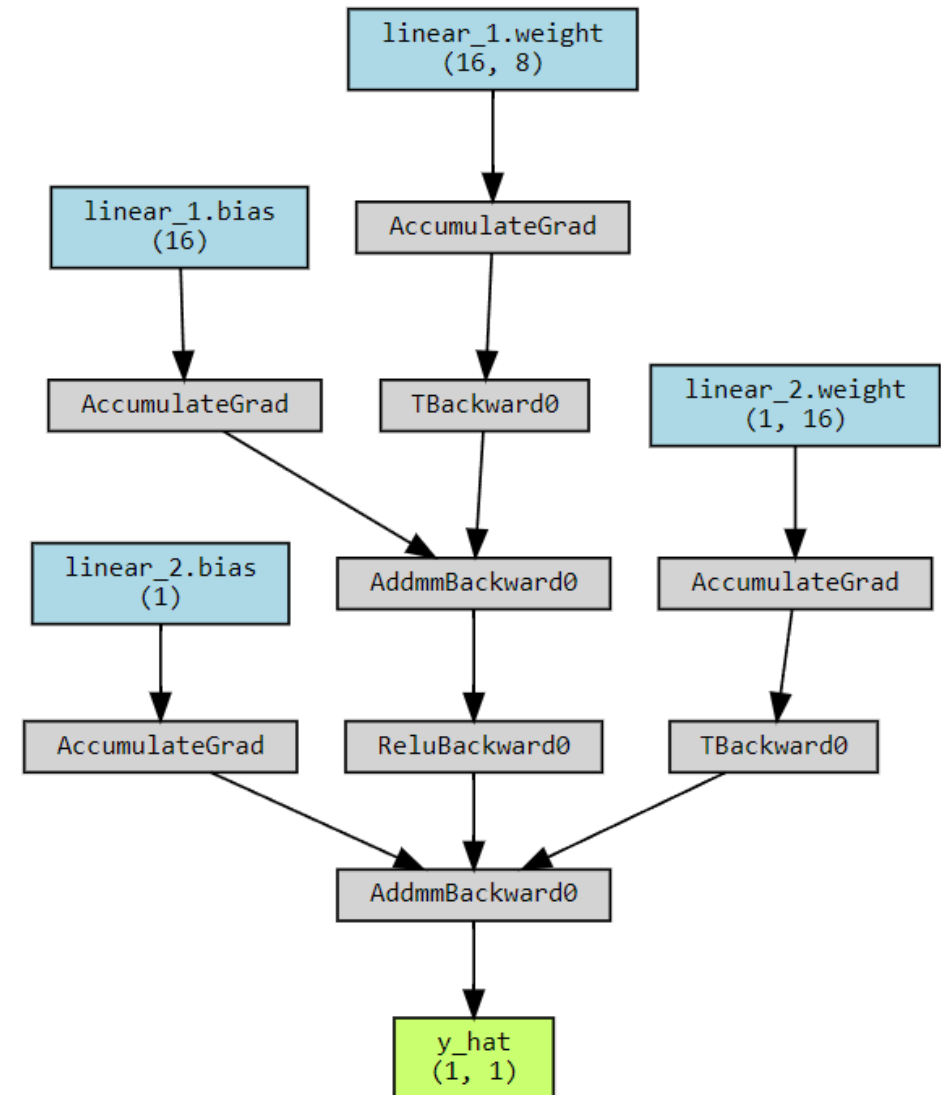 linear_1.weight
(16, 8)
linear_1.bias
(16)
AccumulateGrad
AccumulateGrad
TBackward0
linear_2.weight
(1, 16)
linear_2.bias
(1)
AddmmBackward0
AccumulateGrad
AccumulateGrad
ReluBackward0
TBackward0
AddmmBackward0
y_hat
(1, 1)